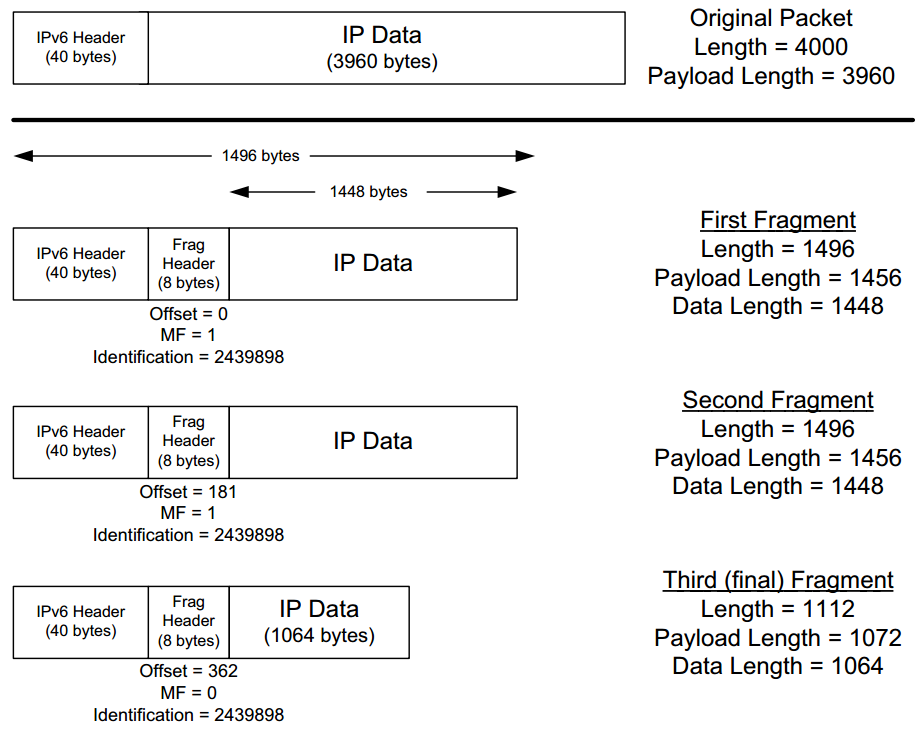 IPv6 Header
(40 bytes)
IP Data
(3960 bytes)
Original Packet
Length = 4000
Payload Length = 3960
1496 bytes
1448 bytes
IPv6 Header
(40 bytes)
Frag
Header
(8 bytes)
IP Data
Offset = 0
MF = 1
Identification = 2439898
First Fragment
Length = 1496
Payload Length = 1456
Data Length = 1448
IPv6 Header
(40 bytes)
Frag
Header
(8 bytes)
IP Data
Offset = 181
MF = 1
Identification = 2439898
Second Fragment
Length = 1496
Payload Length = 1456
Data Length = 1448
IPv6 Header
(40 bytes)
Frag
Header
(8 bytes)
IP Data
(1064 bytes)
Offset = 362
MF = 0
Identification = 2439898
Third (final) Fragment
Length = 1112
Payload Length = 1072
Data Length = 1064